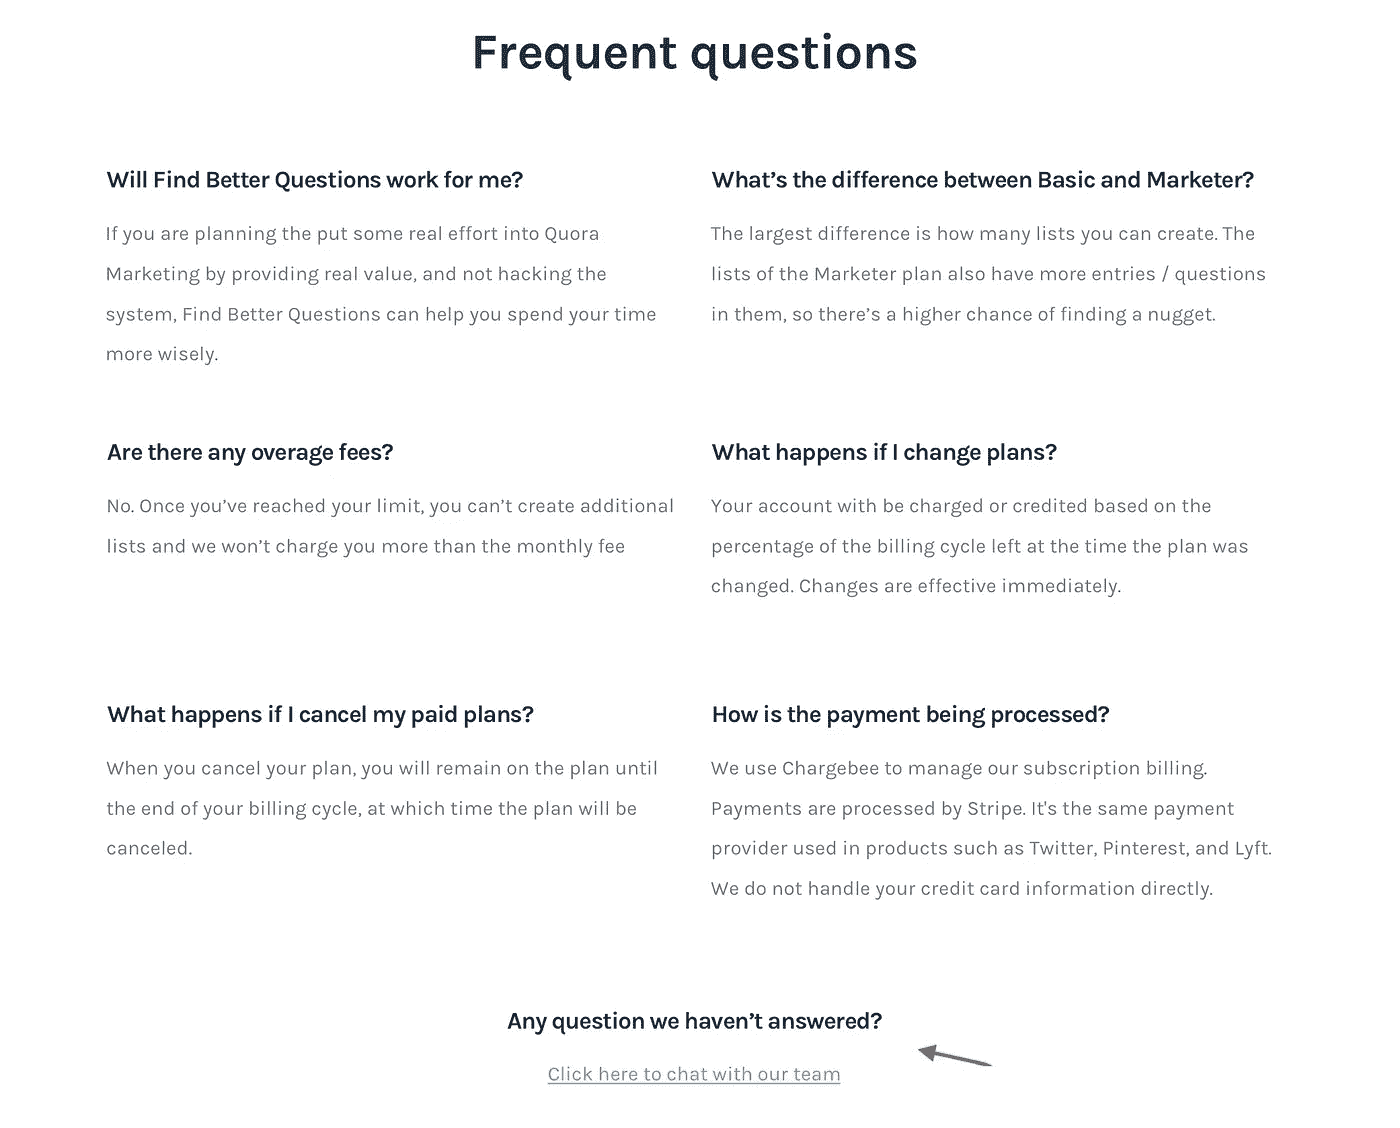 Frequent questions
Will Find Better Questions work for me?
If you are planning the put some real effort into Quora
Marketing by providing real value, and not hacking the
system, Find Better Questions can help you spend your time
more wisely.
What’s the difference between Basic and Marketer?
The largest difference is how many lists you can create. The
lists of the Marketer plan also have more entries / questions
in them, so there’s a higher chance of finding a nugget.
Are there any overage fees?
No. Once you’ve reached your limit, you can’t create additional
lists and we won’t charge you more than the monthly fee
What happens if I change plans?
Your account with be charged or credited based on the
percentage of the billing cycle left at the time the plan was
changed. Changes are effective immediately.
What happens if I cancel my paid plans?
When you cancel your plan, you will remain on the plan until
the end of your billing cycle, at which time the plan will be
canceled.
How is the payment being processed?
We use Chargebee to manage our subscription billing.
Payments are processed by Stripe. It's the same payment
provider used in products such as Twitter, Pinterest, and Lyft.
We do not handle your credit card information directly.
Any question we haven’t answered?
Click here to chat with our team